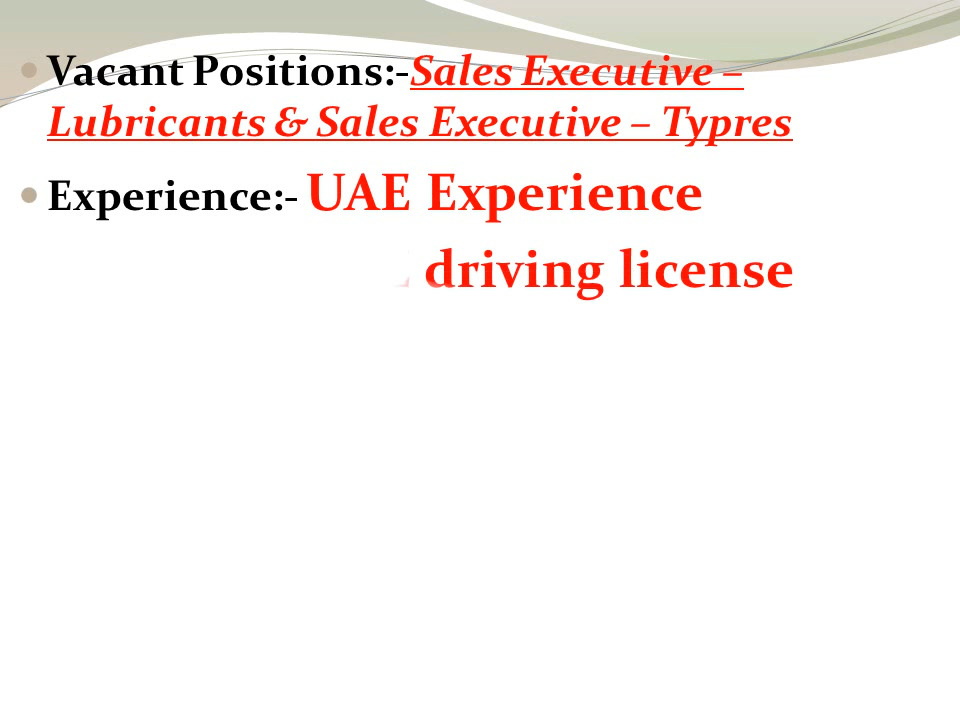 Vacant Positions:-Sales Executive –
Lubricants & Sales Executive – Typres
Experience:- UAE Experience
driving license